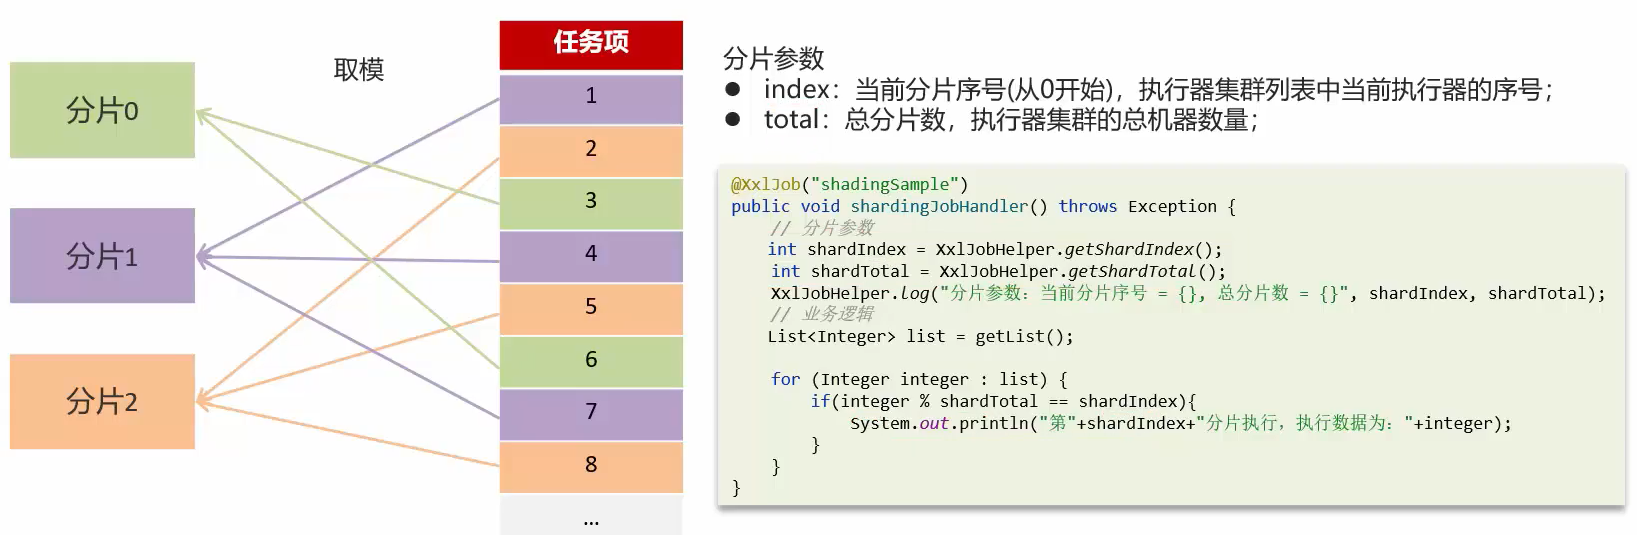 分片0
分片1
分片2
取模
任务项
1
2
3
4
5
6
7
8
...
分片参数
● index：当前分片序号(从0开始)，执行器集群列表中当前执行器的序号；
● total：总分片数，执行器集群的总机器数量；
@XxlJob("shadingSample")
public void shardingJobHandler() throws Exception {
// 分片参数
int shardIndex = XxlJobHelper.getShardIndex();
int shardTotal = XxlJobHelper.getShardTotal();
XxlJobHelper.log("分片参数：当前分片序号 = {}, 总分片数 = {}", shardIndex, shardTotal);
// 业务逻辑
List<Integer> list = getList();
for (Integer integer : list) {
if(integer % shardTotal == shardIndex){
System.out.println("第"+shardIndex+"分片执行，执行数据为："+integer);
}
}
}